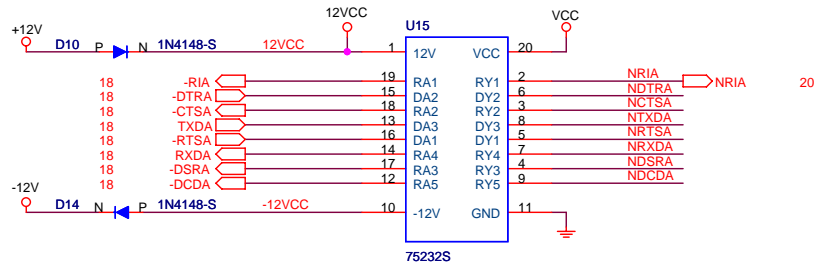 12VCC VCC
+12V U15
D10 P N 1N4148-S 12VCC 1 12V VCC 20
18 -RIA 19 RA1 RY1 2 NRIA NRIA 20
18 -DTRA 15 DA2 DY2 6 NDTRA
18 -CTSA 18 RA2 RY2 3 NCTSA
18 TXDA 13 DA3 DY3 8 NTXDA
18 -RTSA 16 DA1 DY1 5 NRTSA
18 RXDA 14 RA4 RY4 7 NRXDA
18 -DSRA 17 RA3 RY3 4 NDSRA
18 -DCDA 12 RA5 RY5 9 NDCDA
-12V
D14 N P 1N4148-S -12VCC 10 -12V GND 11
75232S